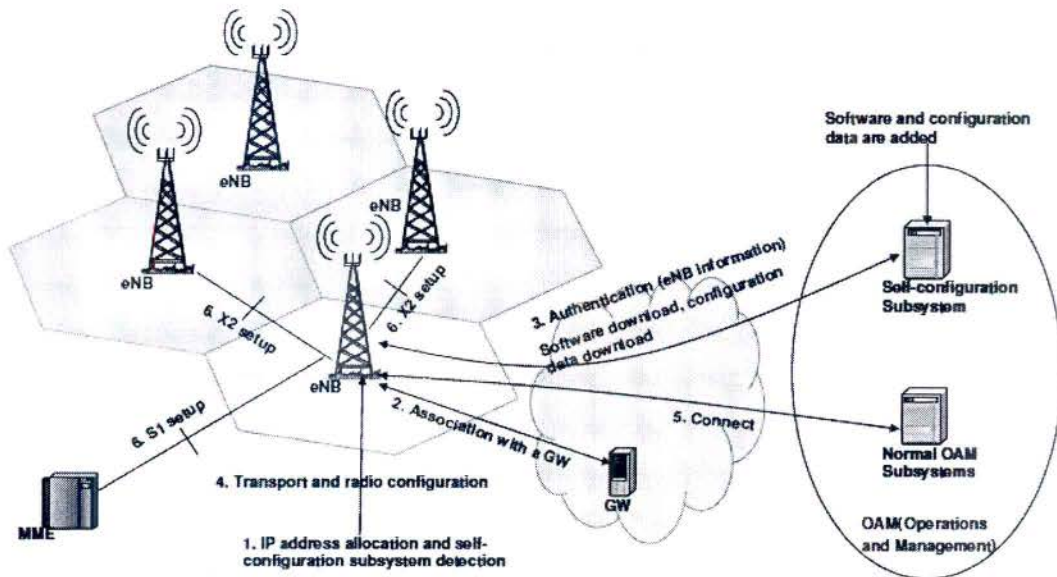 eNB
eNB
eNB
eNB
Software and configuration
data are added
Self-configuration
Subsystem
3. Authentication (eNB Information)
Software download, configuration
data download
6. X2 setup
6. X2 setup
6. S1 setup
2. Association with a GW
5. Connect
Normal OAM
Subsystems
4. Transport and radio configuration
GW
MME
OAM(Operations
and Management)
1. IP address allocation and self-
configuration subsystem detection